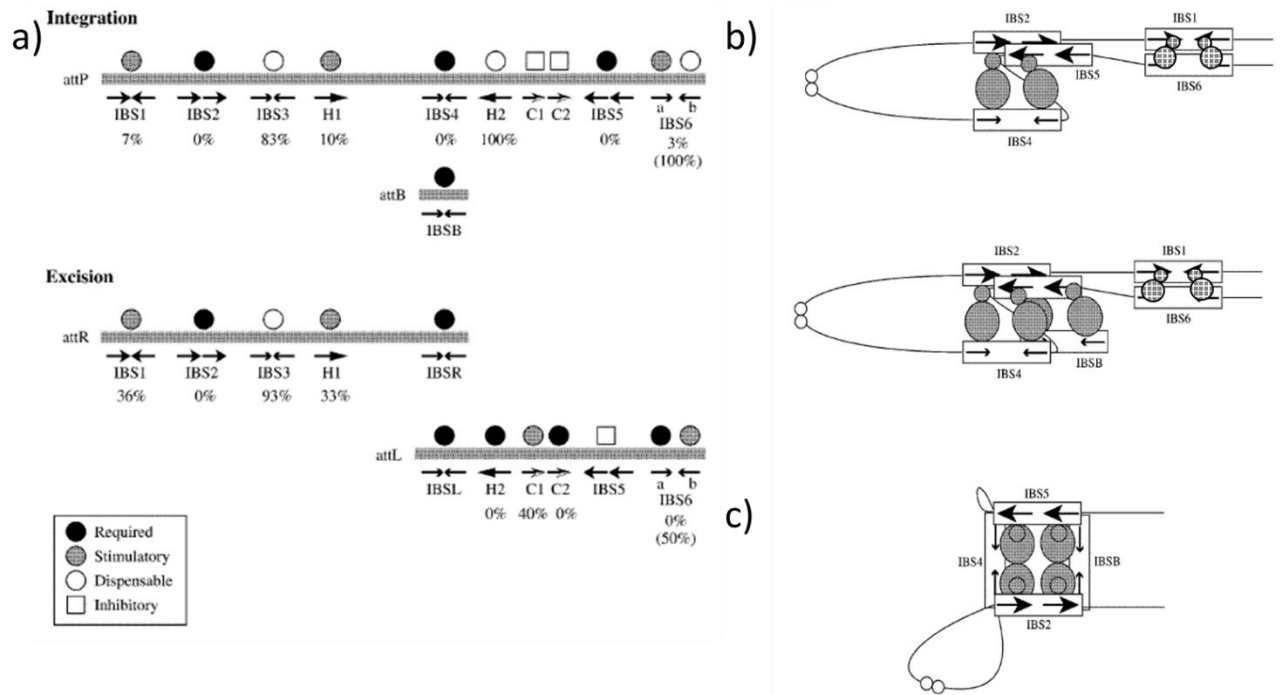 a)
Integration
attP
IBS1 IBS2 IBS3 H1 IBS4 H2 C1 C2 IBS5 a b
IBS6
7% 0% 83% 10% 0% 100% 0% 3%
(100%)
attB
IBSB
Excision
attR
IBS1 IBS2 IBS3 H1 IBSR
36% 0% 93% 33%
attL
IBSL H2 C1 C2 IBS5 a b
IBS6
0% 40% 0% 0%
(50%)
Required
Stimulatory
Dispensable
Inhibitory
b)
IBS2 IBS1
IBS5
IBS6
IBS4
IBS2 IBS1
IBS6
IBSB
IBS4
c)
IBS5
IBS4 IBSB
IBS2